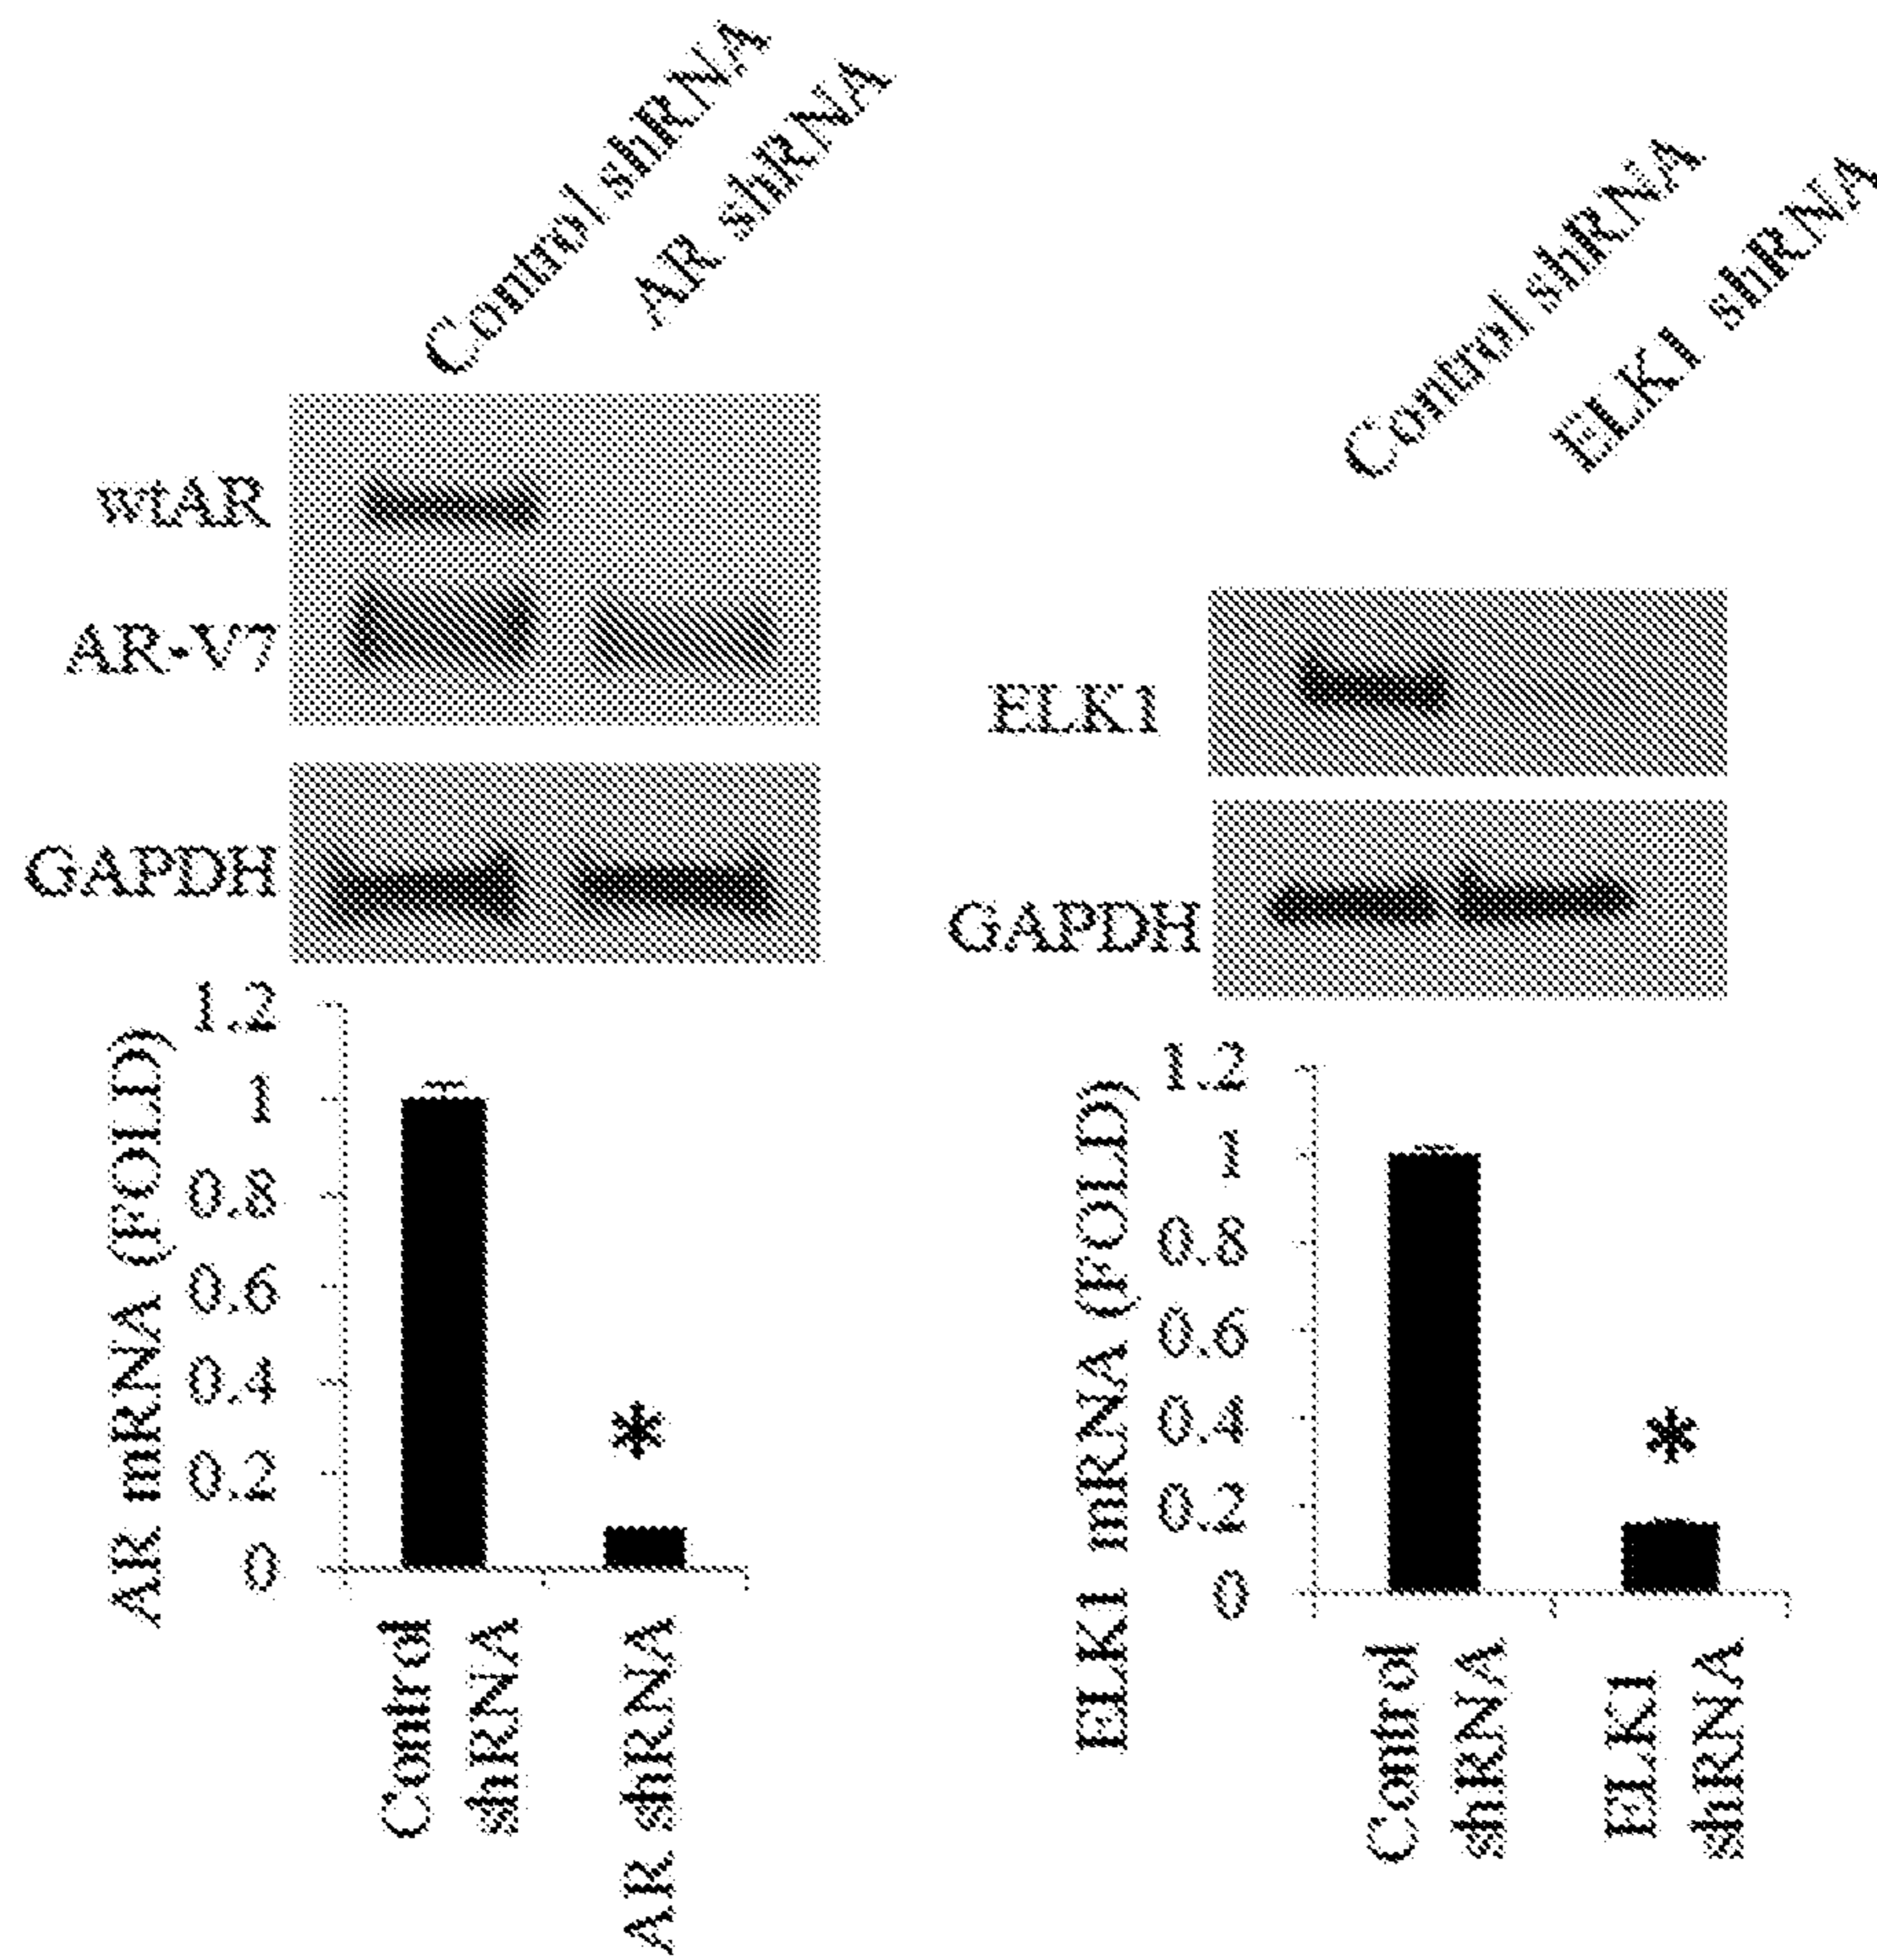 Control shRNA
AR shRNA
wtAR
AR-V7
GAPDH
AR mRNA (FOLD)
1.2
1
0.8
0.6
0.4
0.2
0
*
Control
shRNA
AR shRNA
Control shRNA
ELK1 shRNA
ELK1
GAPDH
ELK1 mRNA (FOLD)
1.2
1
0.8
0.6
0.4
0.2
0
*
Control
shRNA
ELK1
shRNA